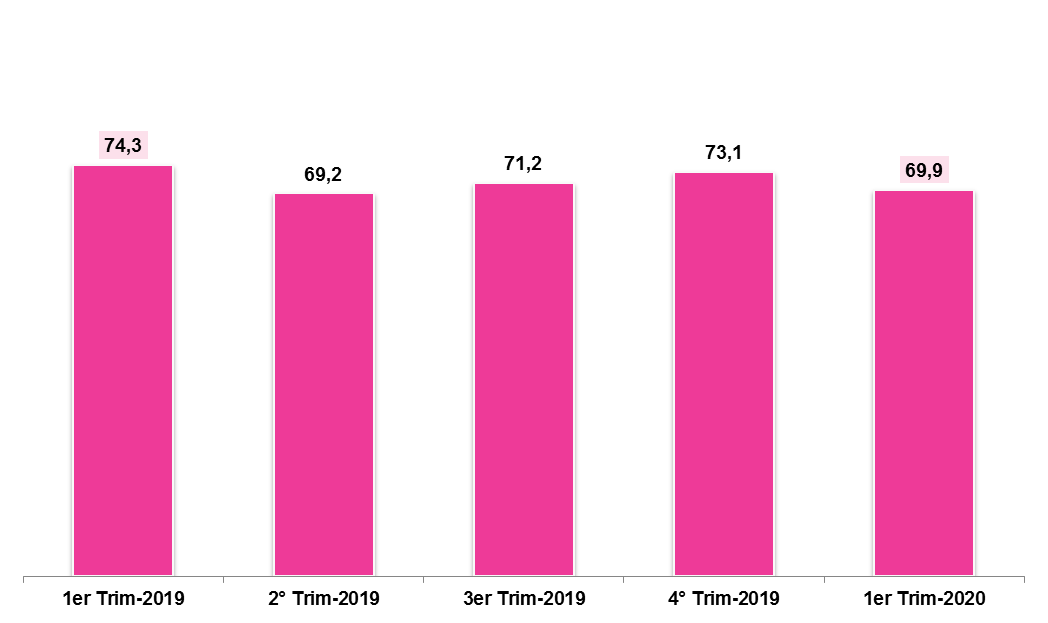 74,3
69,2
71,2
73,1
69,9
1er Trim-2019
2° Trim-2019
3er Trim-2019
4° Trim-2019
1er Trim-2020